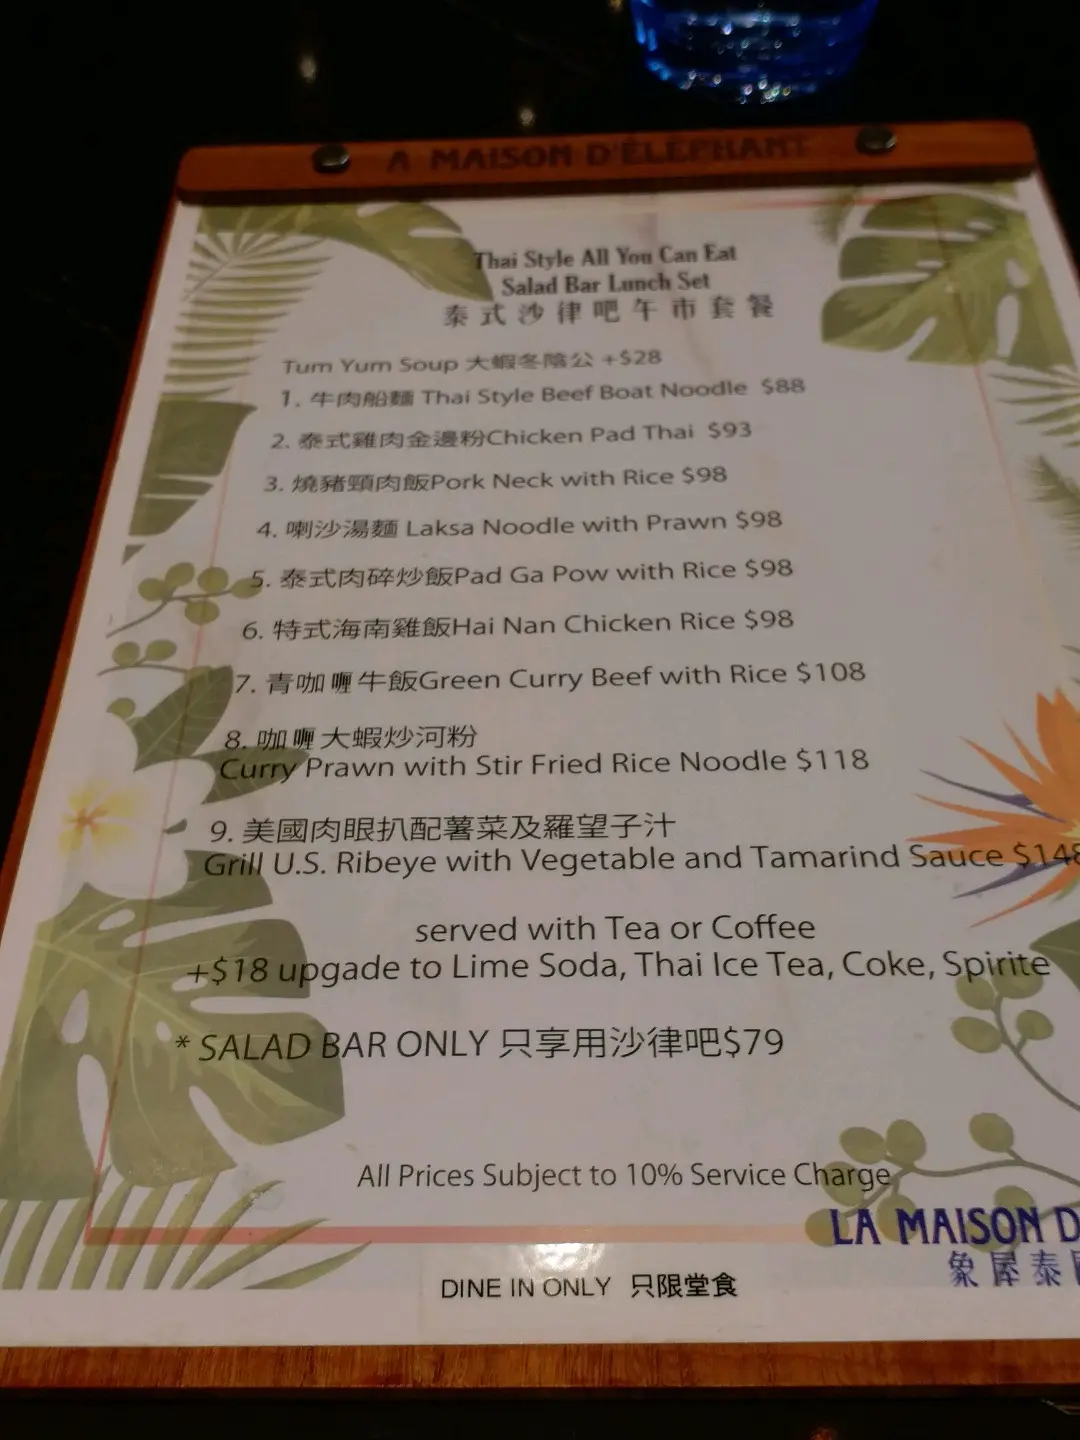 A MAISON D'ÉLÉPHANT
Thai Style All You Can Eat
Salad Bar Lunch Set
泰式沙律吧午市套餐
Tum Yum Soup 大蝦冬陰公 +$28
1. 牛肉船麵 Thai Style Beef Boat Noodle $88
2. 泰式雞肉金邊粉Chicken Pad Thai $93
3. 燒豬頸肉飯Pork Neck with Rice $98
4. 喇沙湯麵 Laksa Noodle with Prawn $98
5. 泰式肉碎炒飯Pad Ga Pow with Rice $98
6. 特式海南雞飯Hai Nan Chicken Rice $98
7. 青咖喱牛飯Green Curry Beef with Rice $108
8. 咖喱大蝦炒河粉
Curry Prawn with Stir Fried Rice Noodle $118
9. 美國肉眼扒配薯菜及羅望子汁
Grill U.S. Ribeye with Vegetable and Tamarind Sauce $148
served with Tea or Coffee
+$18 upgade to Lime Soda, Thai Ice Tea, Coke, Spirite
* SALAD BAR ONLY 只享用沙律吧$79
All Prices Subject to 10% Service Charge
LA MAISON D
象屋泰
DINE IN ONLY 只限堂食